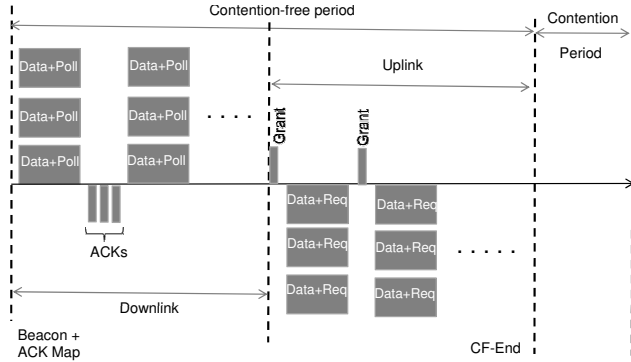 Contention-free period
Contention
Period
Uplink
Data+Poll
Data+Poll
Data+Poll
Data+Poll
Data+Poll
Data+Poll
. . . .
Grant
Grant
ACKs
Data+Req
Data+Req
Data+Req
Data+Req
Data+Req
Data+Req
. . . . .
Downlink
Beacon +
ACK Map
CF-End